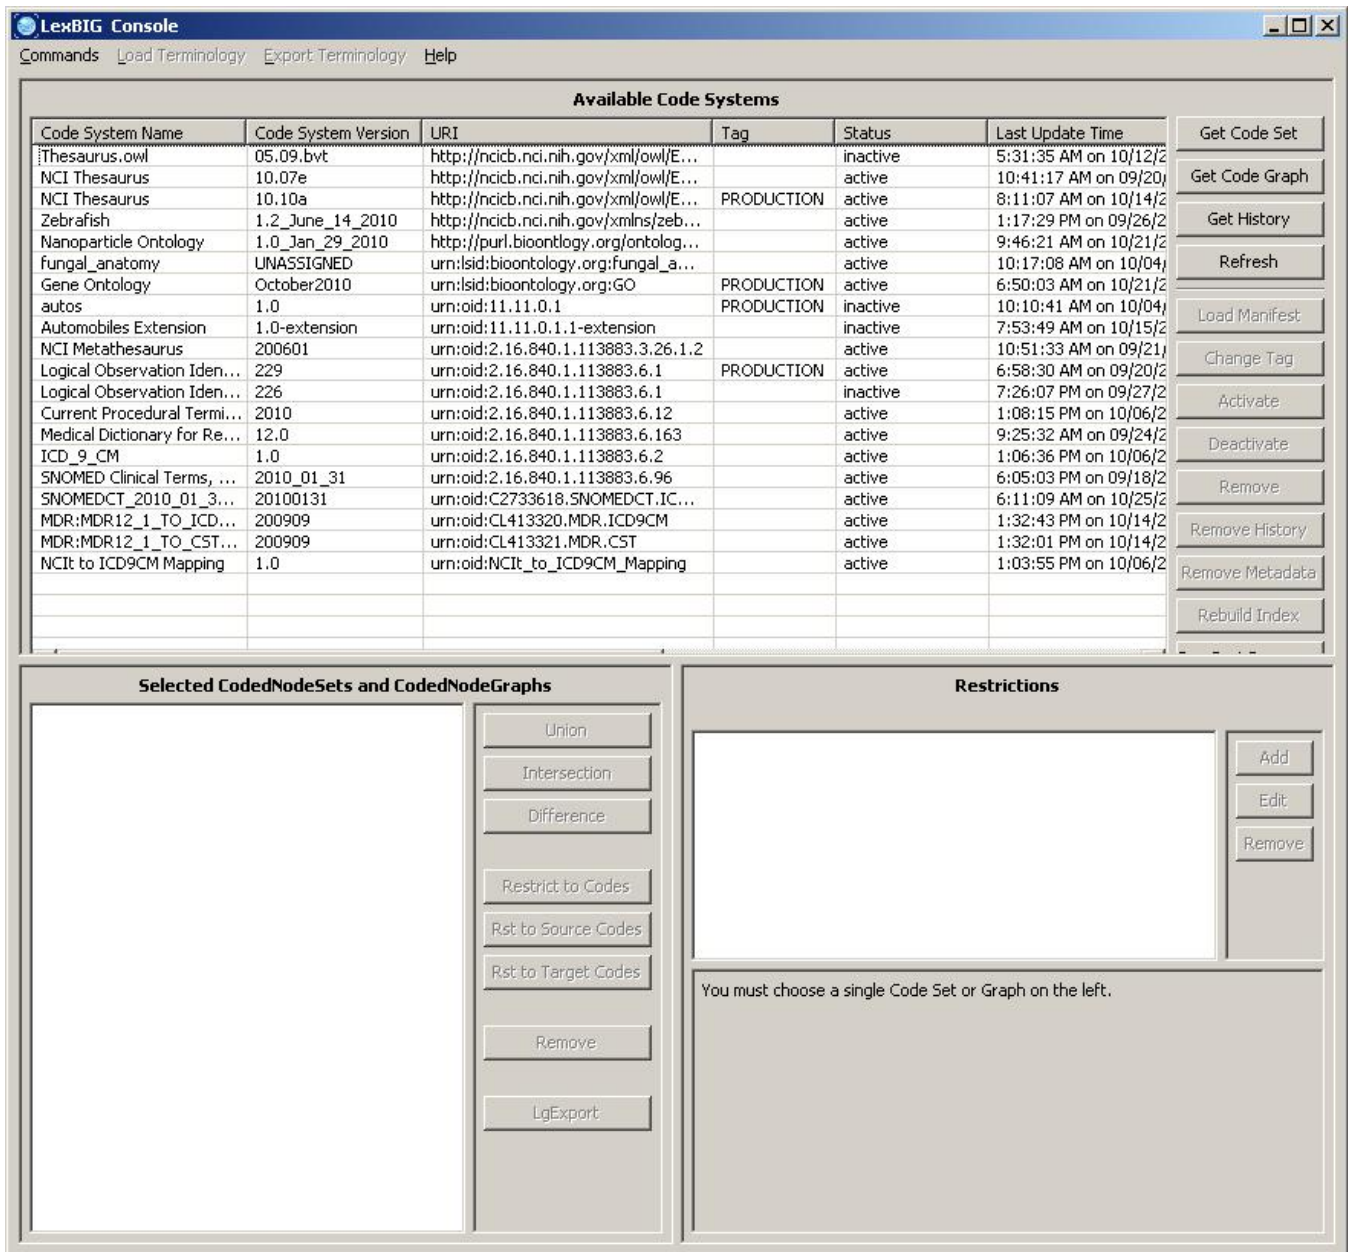 LexBIG Console
Commands Load Terminology Export Terminology Help
Available Code Systems
Code System Name Code System Version URI Tag Status Last Update Time
Thesaurus.owl 05.09.bvt http://ncicb.nci.nih.gov/xml/owl/E... inactive 5:31:35 AM on 10/12/2
NCI Thesaurus 10.07e http://ncicb.nci.nih.gov/xml/owl/E... active 10:41:17 AM on 09/20/
NCI Thesaurus 10.10a http://ncicb.nci.nih.gov/xml/owl/E... PRODUCTION active 8:11:07 AM on 10/14/2
Zebrafish 1.2_June_14_2010 http://ncicb.nci.nih.gov/xmlns/zeb... active 1:17:29 PM on 09/26/2
Nanoparticle Ontology 1.0_Jan_29_2010 http://purl.bioontlogy.org/ontolog... active 9:46:21 AM on 10/21/2
fungal_anatomy UNASSIGNED urn:lsid:bioontology.org:fungal_a... active 10:17:08 AM on 10/04/
Gene Ontology October2010 urn:lsid:bioontology.org:GO PRODUCTION active 6:50:03 AM on 10/21/2
autos 1.0 urn:oid:11.11.0.1 PRODUCTION inactive 10:10:41 AM on 10/04/
Automobiles Extension 1.0-extension urn:oid:11.11.0.1.1-extension inactive 7:53:49 AM on 10/15/2
NCI Metathesaurus 200601 urn:oid:2.16.840.1.113883.3.26.1.2 active 10:51:33 AM on 09/21/
Logical Observation Iden... 229 urn:oid:2.16.840.1.113883.6.1 PRODUCTION active 6:58:30 AM on 09/20/2
Logical Observation Iden... 226 urn:oid:2.16.840.1.113883.6.1 inactive 7:26:07 PM on 09/27/2
Current Procedural Termi... 2010 urn:oid:2.16.840.1.113883.6.12 active 1:08:15 PM on 10/06/2
Medical Dictionary for Re... 12.0 urn:oid:2.16.840.1.113883.6.163 active 9:25:32 AM on 09/24/2
ICD_9_CM 1.0 urn:oid:2.16.840.1.113883.6.2 active 1:06:36 PM on 10/06/2
SNOMED Clinical Terms, ... 2010_01_31 urn:oid:2.16.840.1.113883.6.96 active 6:05:03 PM on 09/18/2
SNOMEDCT_2010_01_3... 20100131 urn:oid:C2733618.SNOMEDCT.IC... active 6:11:09 AM on 10/25/2
MDR:MDR12_1_TO_ICD... 200909 urn:oid:CL413320.MDR.ICD9CM active 1:32:43 PM on 10/14/2
MDR:MDR12_1_TO_CST... 200909 urn:oid:CL413321.MDR.CST active 1:32:01 PM on 10/14/2
NCIt to ICD9CM Mapping 1.0 urn:oid:NCIt_to_ICD9CM_Mapping active 1:03:55 PM on 10/06/2
Get Code Set
Get Code Graph
Get History
Refresh
Load Manifest
Change Tag
Activate
Deactivate
Remove
Remove History
Remove Metadata
Rebuild Index
Selected CodedNodeSets and CodedNodeGraphs
Union
Intersection
Difference
Restrict to Codes
Rst to Source Codes
Rst to Target Codes
Remove
LgExport
Restrictions
Add
Edit
Remove
You must choose a single Code Set or Graph on the left.